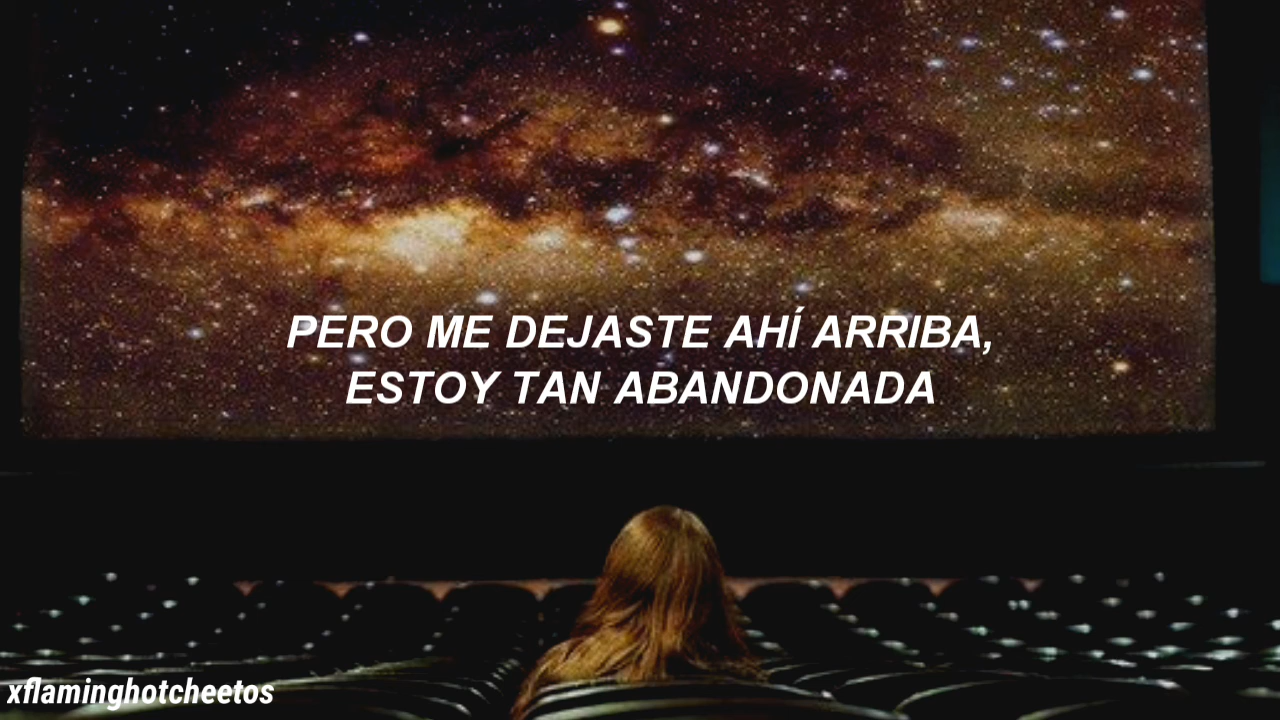 PERO ME DEJASTE AHÍ ARRIBA,
ESTOY TAN ABANDONADA
xflaminghotcheetos